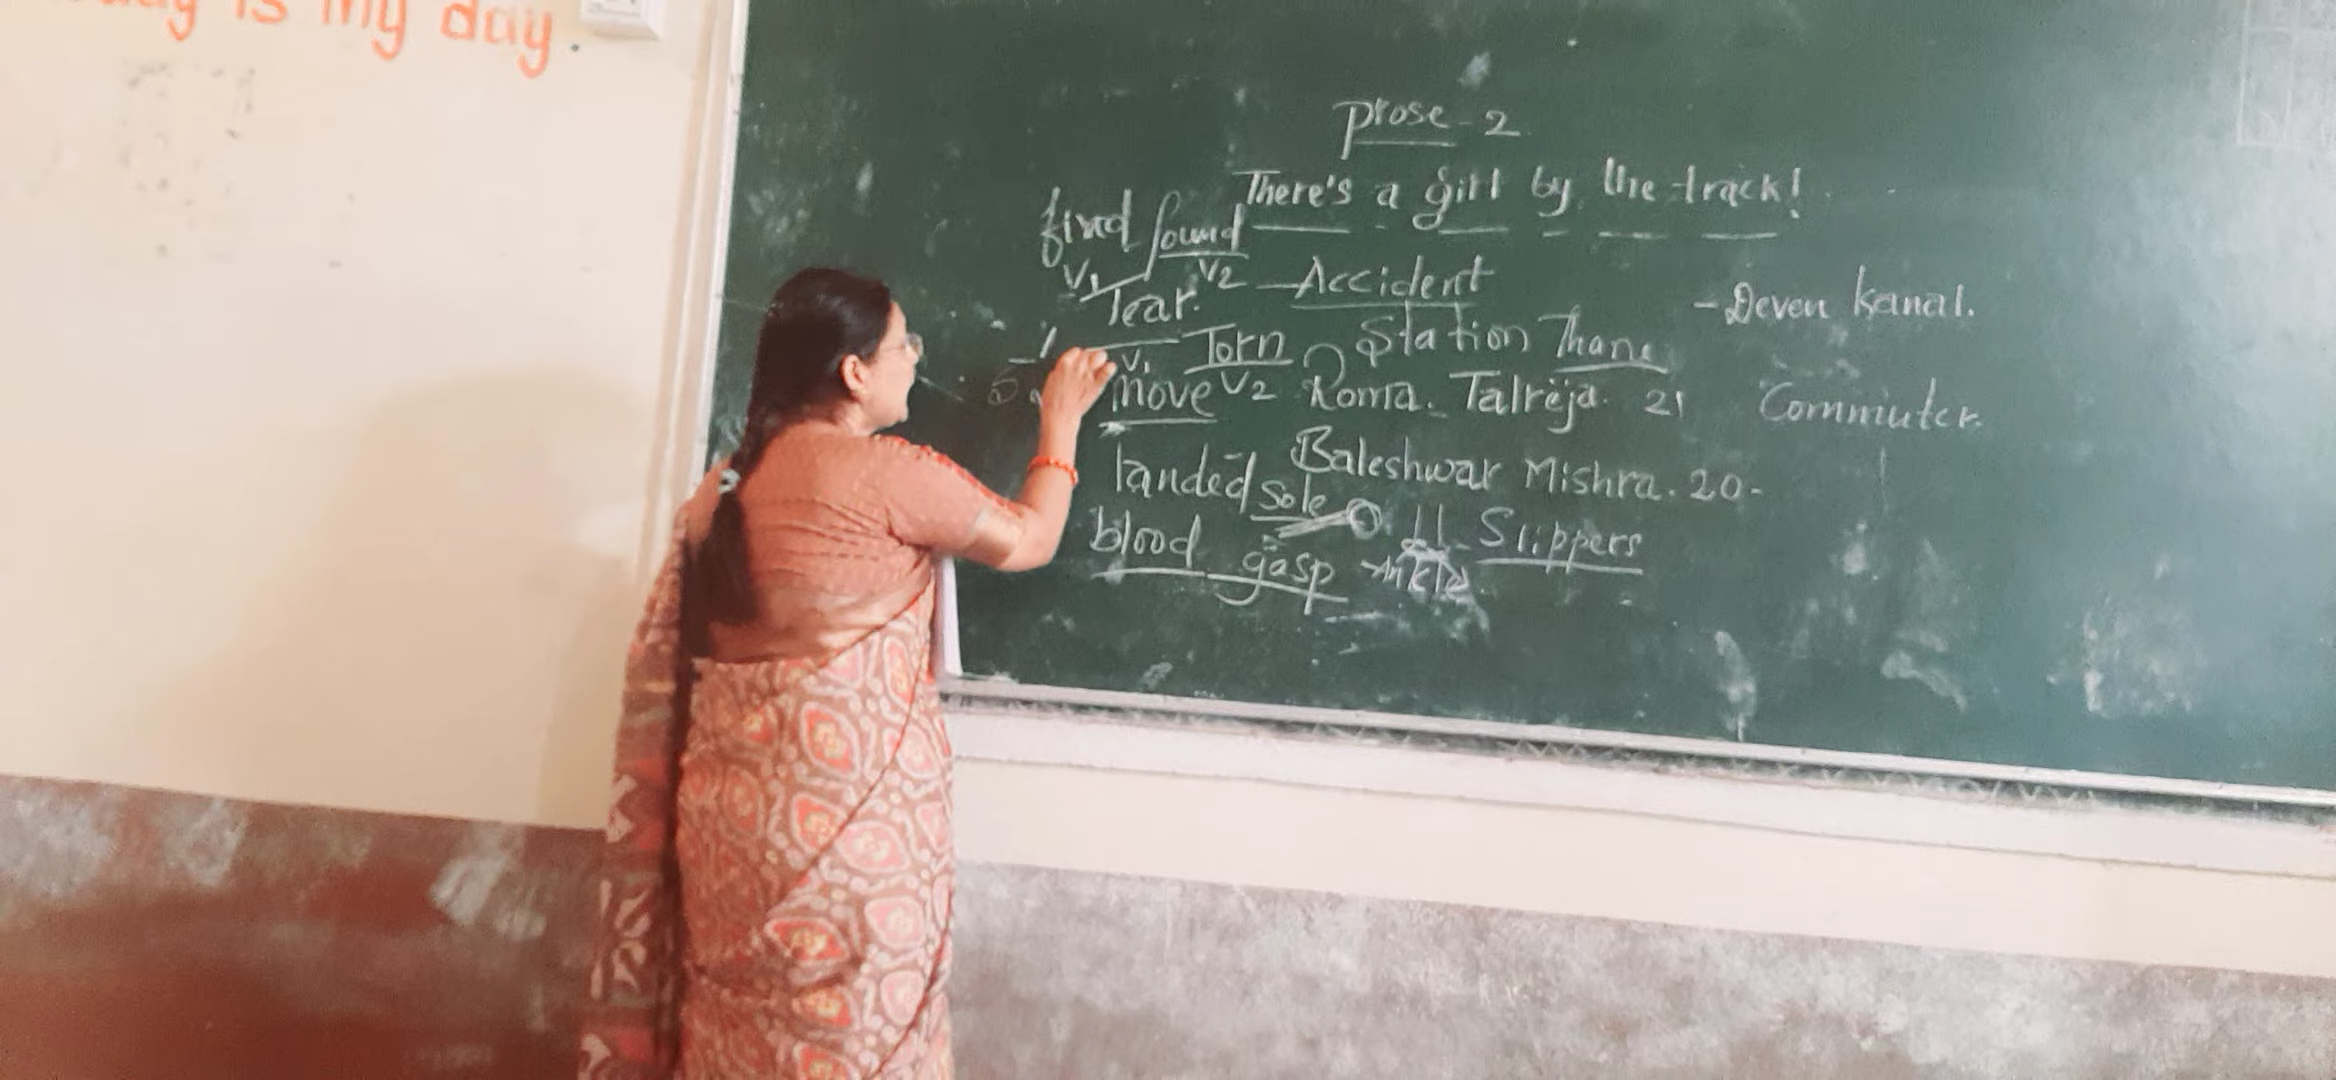 is my day.
Prose - 2
There's a girl by the track!
find found
V1 V2 - Accident
- Deven Kanal.
Tear.
V1 Torn Station Thane
move V2 Roma. Talreja. 21 Commuter.
landed Baleshwar Mishra. 20-
sole Slippers
blood gasp Ankle